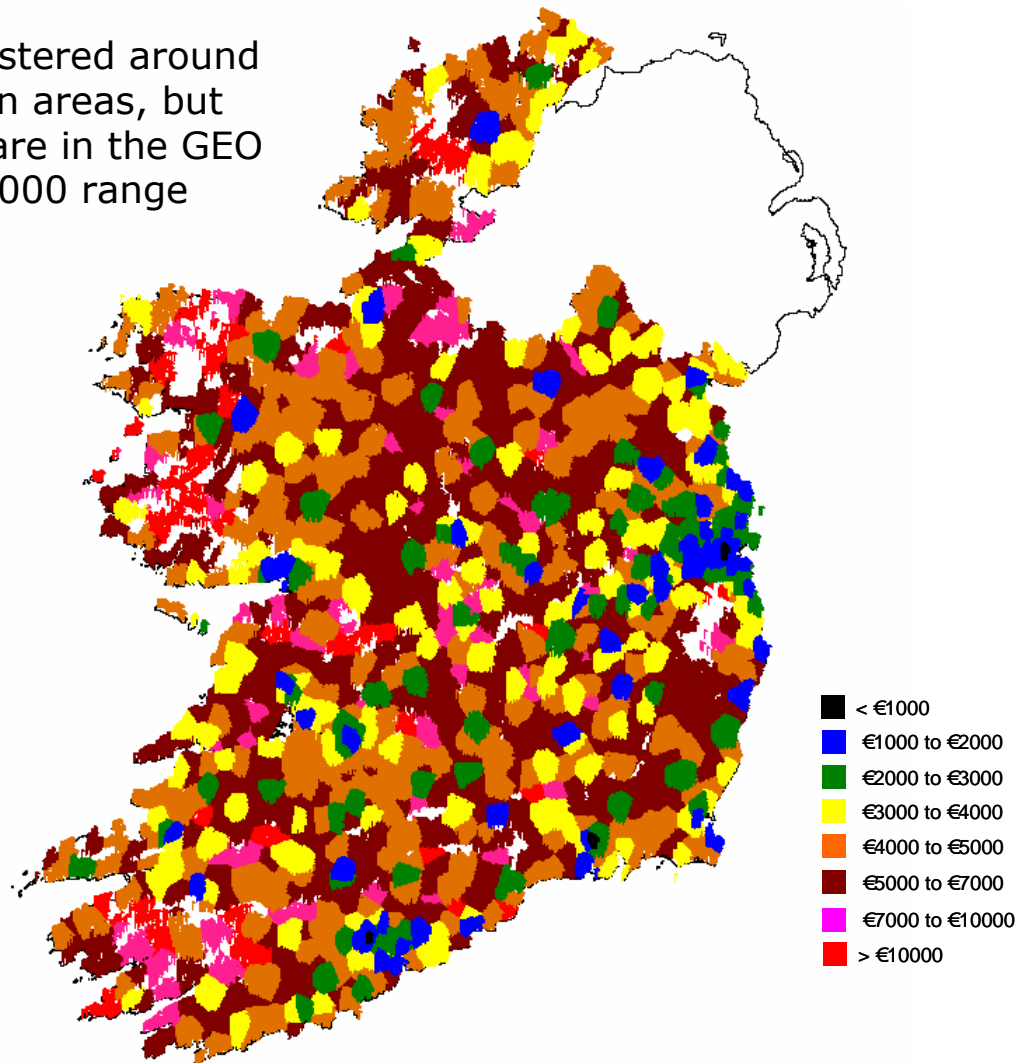 stered around
n areas, but
are in the GEO
000 range
< €1000
€1000 to €2000
€2000 to €3000
€3000 to €4000
€4000 to €5000
€5000 to €7000
€7000 to €10000
> €10000